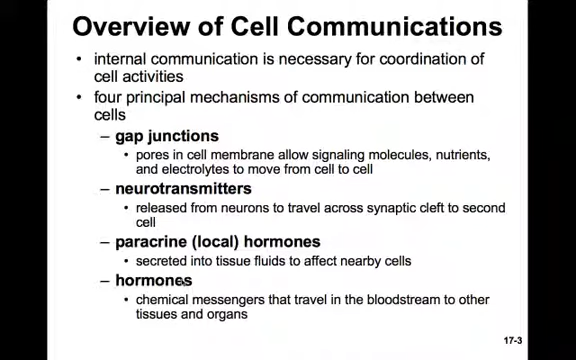 Overview of Cell Communications
• internal communication is necessary for coordination of
cell activities
• four principal mechanisms of communication between
cells
– gap junctions
• pores in cell membrane allow signaling molecules, nutrients,
and electrolytes to move from cell to cell
– neurotransmitters
• released from neurons to travel across synaptic cleft to second
cell
– paracrine (local) hormones
• secreted into tissue fluids to affect nearby cells
– hormones
• chemical messengers that travel in the bloodstream to other
tissues and organs
17-3